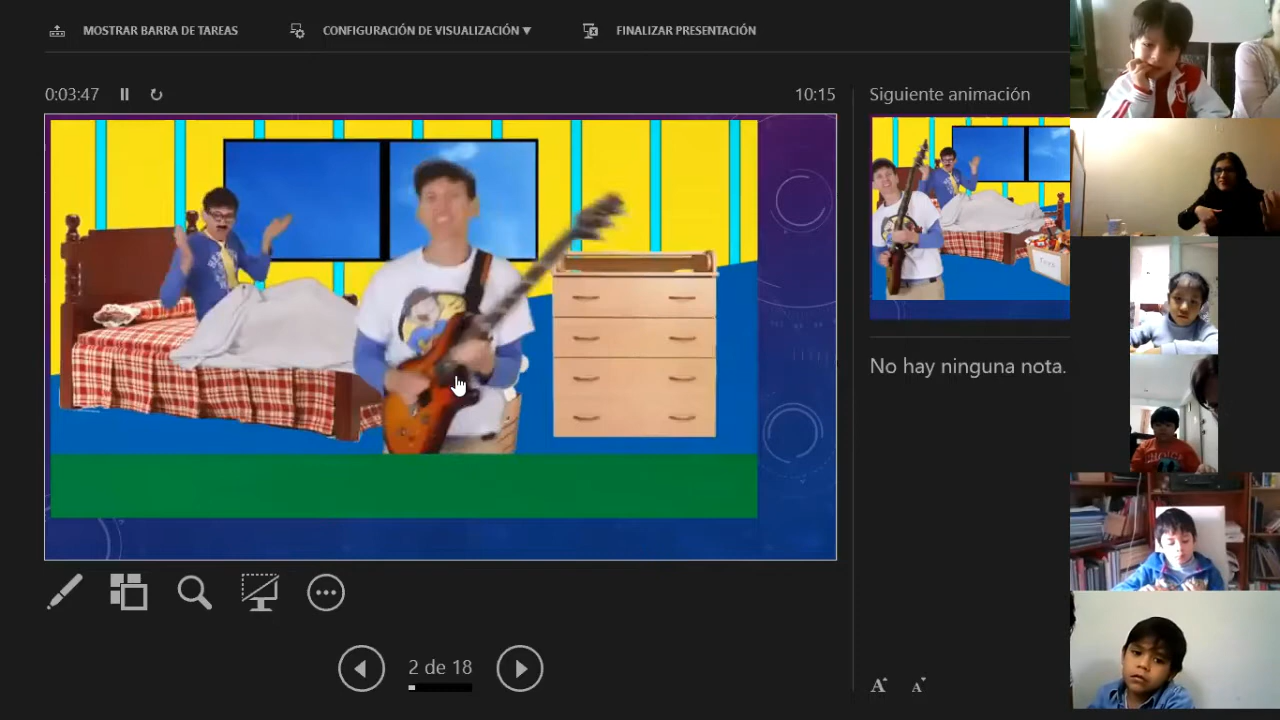 MOSTRAR BARRA DE TAREAS CONFIGURACIÓN DE VISUALIZACIÓN ▼ FINALIZAR PRESENTACIÓN
0:03:47 10:15
Siguiente animación
No hay ninguna nota.
2 de 18
A A